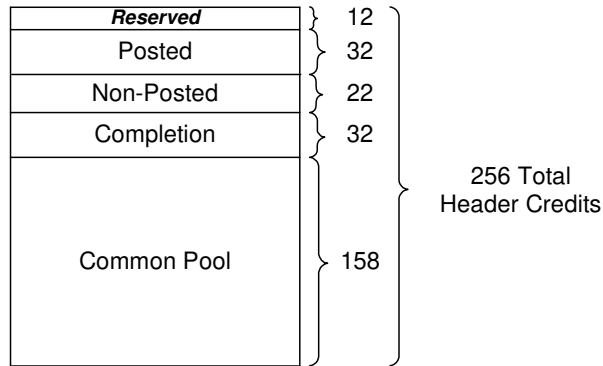 Reserved 12
Posted 32
Non-Posted 22
Completion 32
256 Total
Header Credits
Common Pool 158